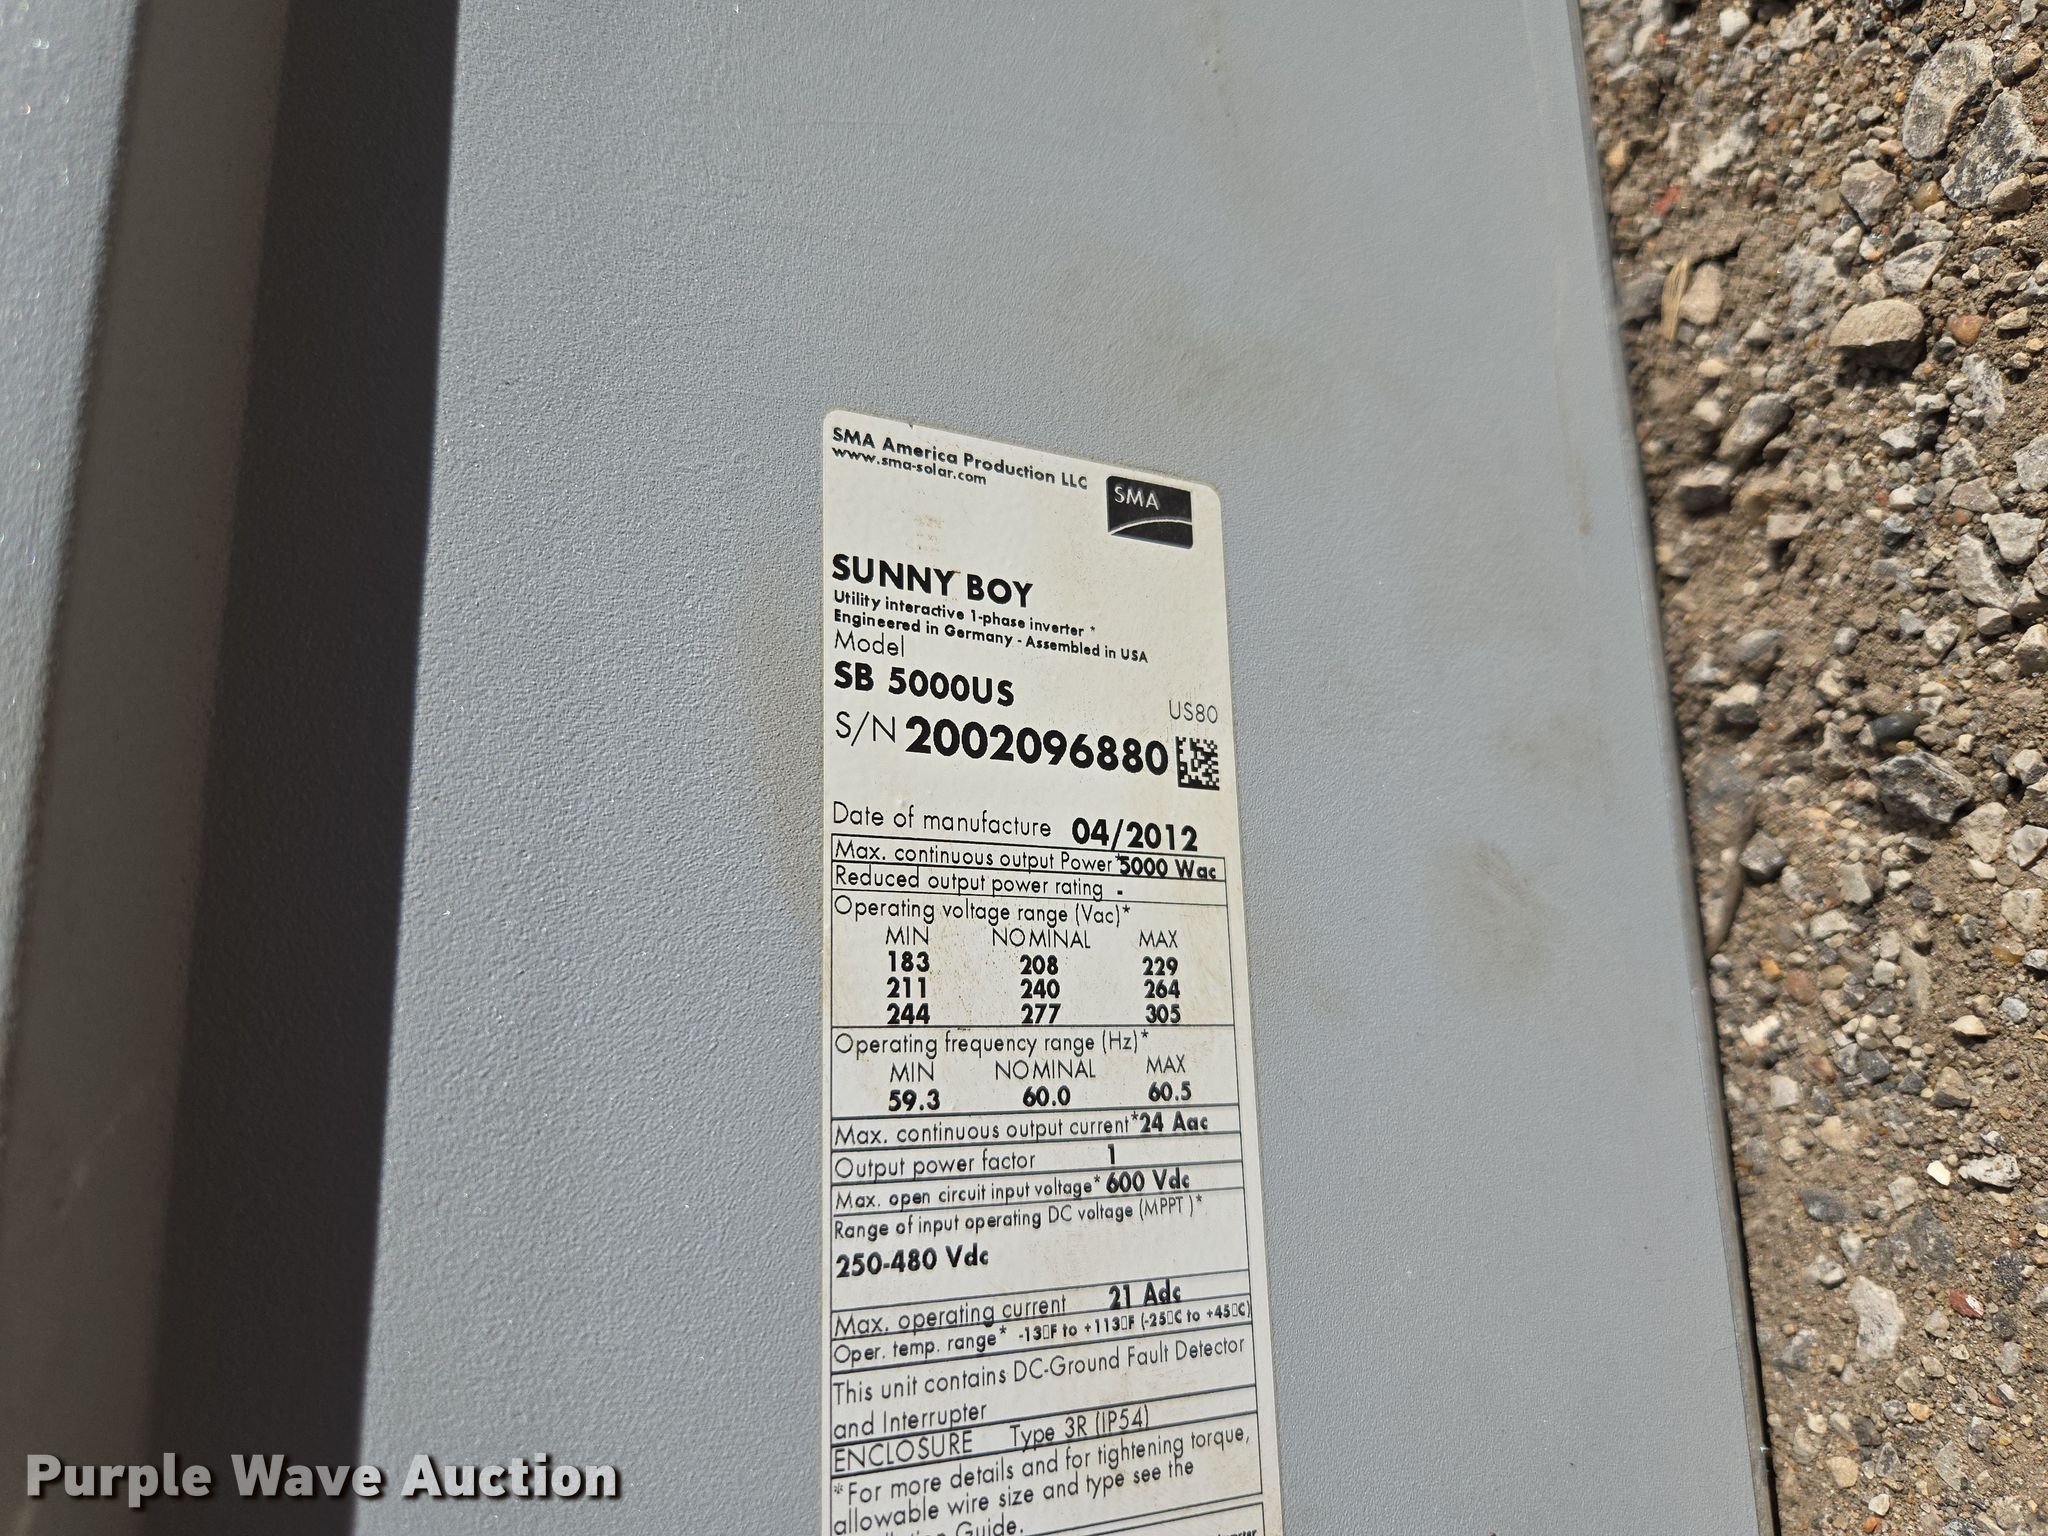 SMA America Production LLC
www.sma-solar.com
SMA
SUNNY BOY
Utility interactive 1-phase inverter *
Engineered in Germany - Assembled in USA
Model
SB 5000US
US80
S/N 2002096880
Date of manufacture 04/2012
Max. continuous output Power* 5000 Wac
Reduced output power rating -
Operating voltage range (Vac)*
MIN NOMINAL MAX
183 208 229
211 240 264
244 277 305
Operating frequency range (Hz)*
MIN NOMINAL MAX
59.3 60.0 60.5
Max. continuous output current* 24 Aac
Output power factor 1
Max. open circuit input voltage* 600 Vdc
Range of input operating DC voltage (MPPT )*
250-480 Vdc
Max. operating current 21 Adc
Oper. temp. range* -13▯F to +113▯F (-25▯C to +45▯C)
This unit contains DC-Ground Fault Detector
and Interrupter
ENCLOSURE Type 3R (IP54)
*For more details and for tightening torque,
allowable wire size and type see the
Guide.
Purple Wave Auction